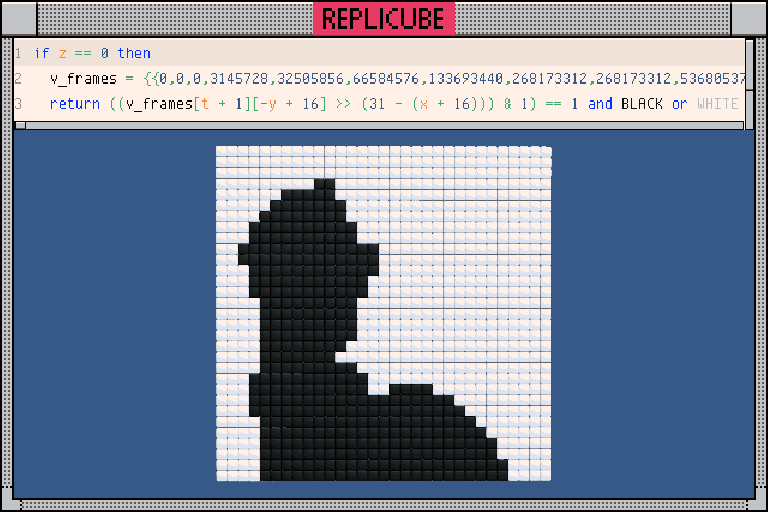 REPLICUBE
1 if z == 0 then
2 v_frames = {{0,0,0,3145728,32505856,66584576,133693440,268173312,268173312,53680537
3 return ((v_frames[t + 1][-y + 16] >> (31 - (x + 16))) & 1) == 1 and BLACK or WHITE